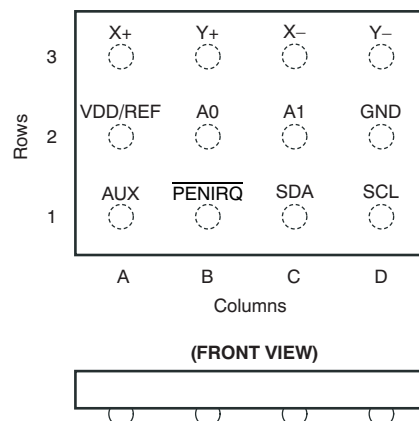 X+ Y+ X− Y−
3
VDD/REF A0 A1 GND
Rows 2
AUX PENIRQ SDA SCL
1
A B C D
Columns
(FRONT VIEW)